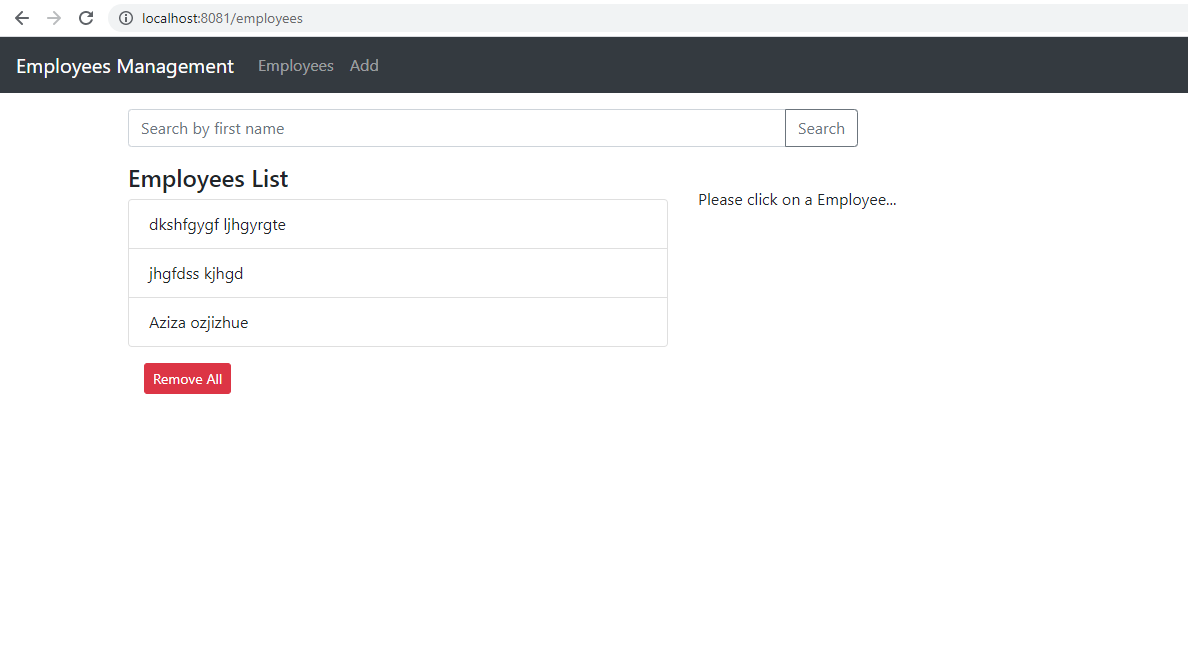 localhost:8081/employees
Employees Management Employees Add
Search by first name Search
Employees List
Please click on a Employee...
dkshfgygf ljhgyrgte
jhgfdss kjhgd
Aziza ozjizhue
Remove All